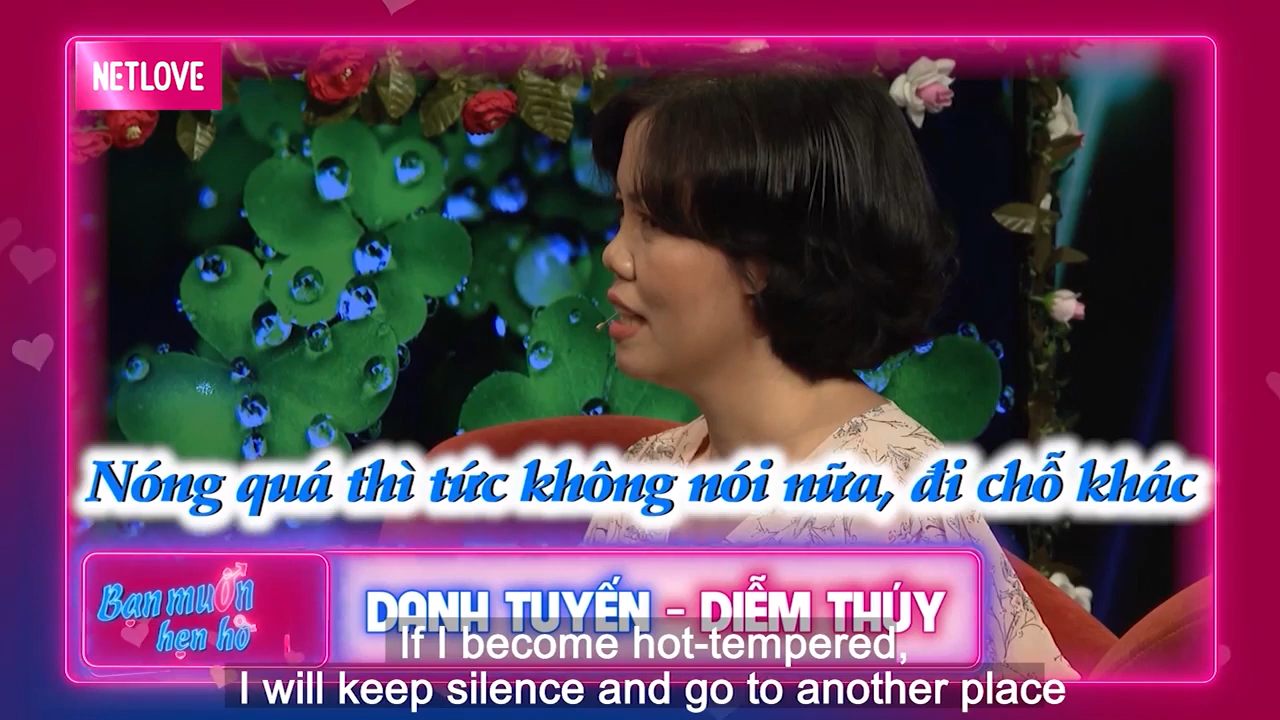 NETLOVE
Nóng quá thì tức không nói nữa, đi chỗ khác
Bạn muốn
hẹn hò
DANH TUYẾN - DIỄM THÚY
If I become hot-tempered,
I will keep silence and go to another place